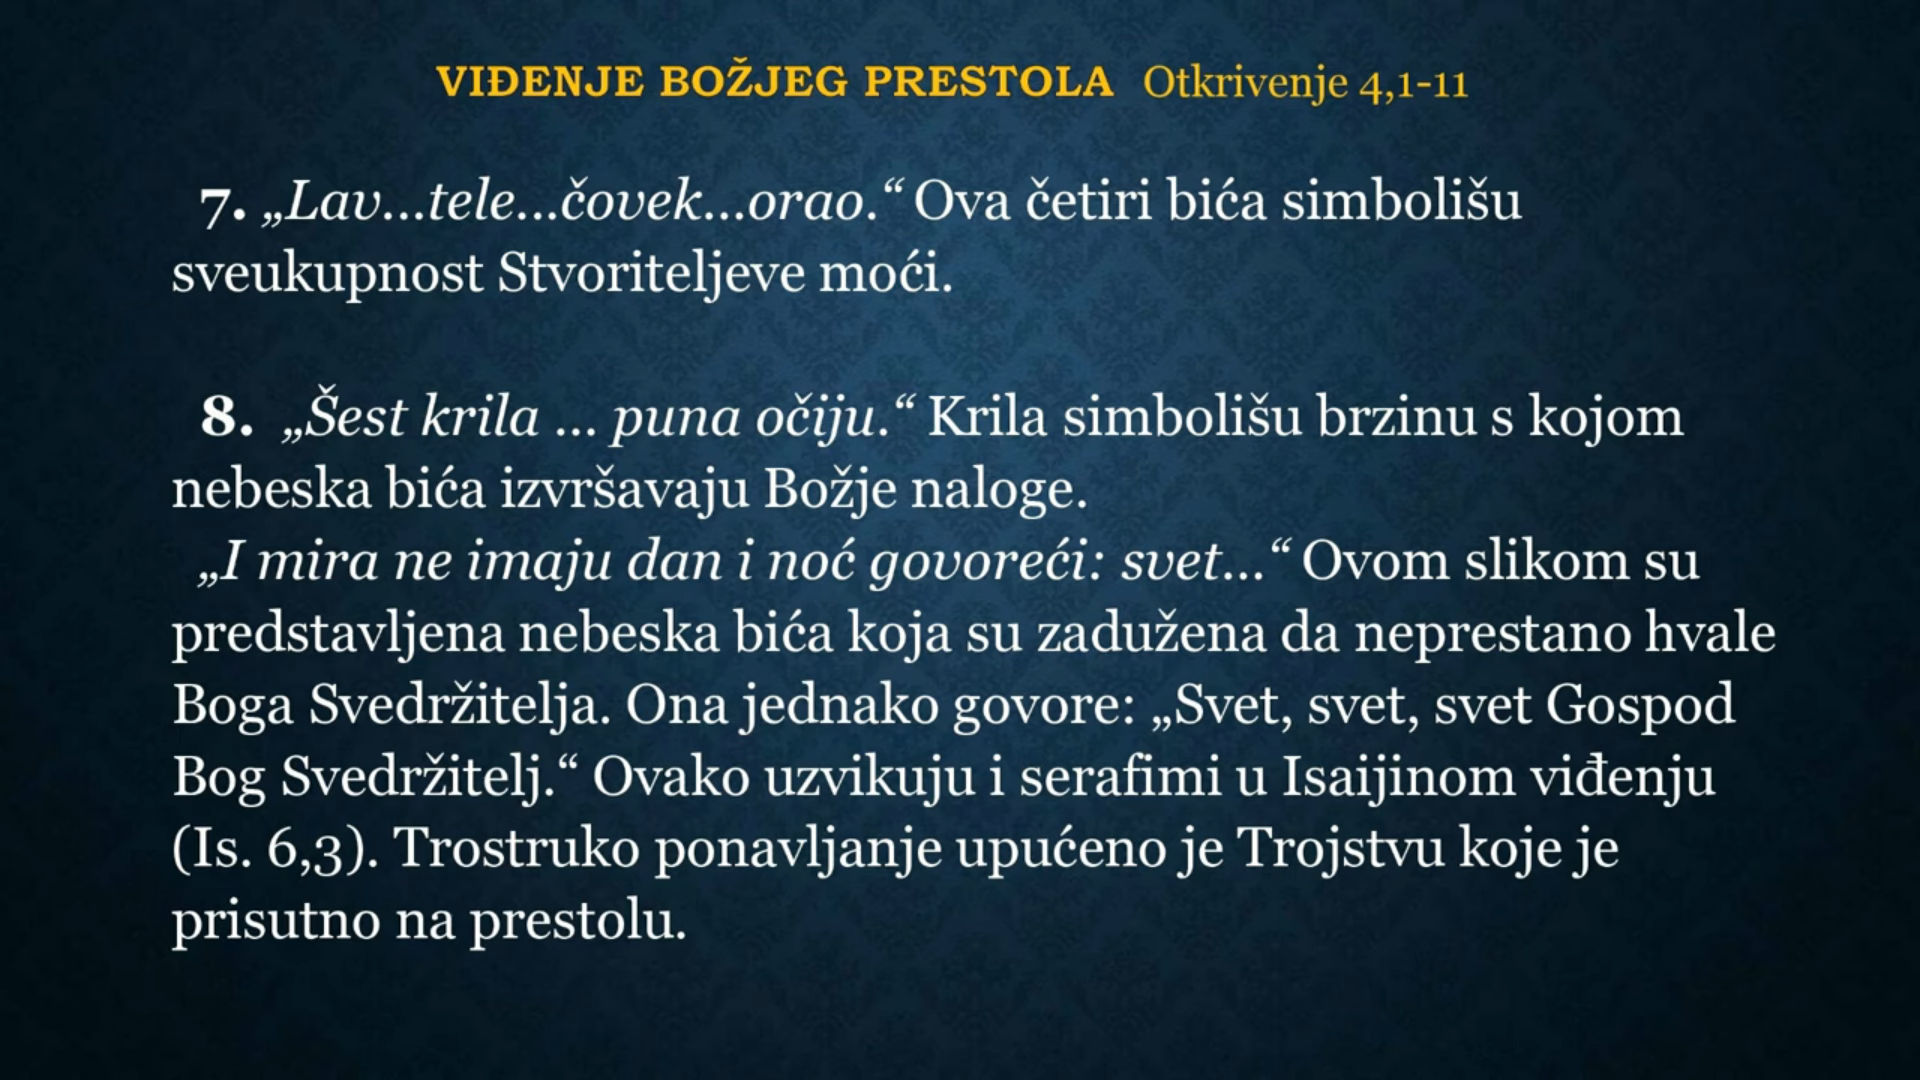 VIĐENJE BOŽJEG PRESTOLA Otkrivenje 4,1-11
7. „Lav...tele...čovek...orao.“ Ova četiri bića simbolišu
sveukupnost Stvoriteljeve moći.
8. „Šest krila ... puna očiju.“ Krila simbolišu brzinu s kojom
nebeska bića izvršavaju Božje naloge.
„I mira ne imaju dan i noć govoreći: svet...“ Ovom slikom su
predstavljena nebeska bića koja su zadužena da neprestano hvale
Boga Svedržitelja. Ona jednako govore: „Svet, svet, svet Gospod
Bog Svedržitelj.“ Ovako uzvikuju i serafimi u Isaijinom viđenju
(Is. 6,3). Trostruko ponavljanje upućeno je Trojstvu koje je
prisutno na prestolu.